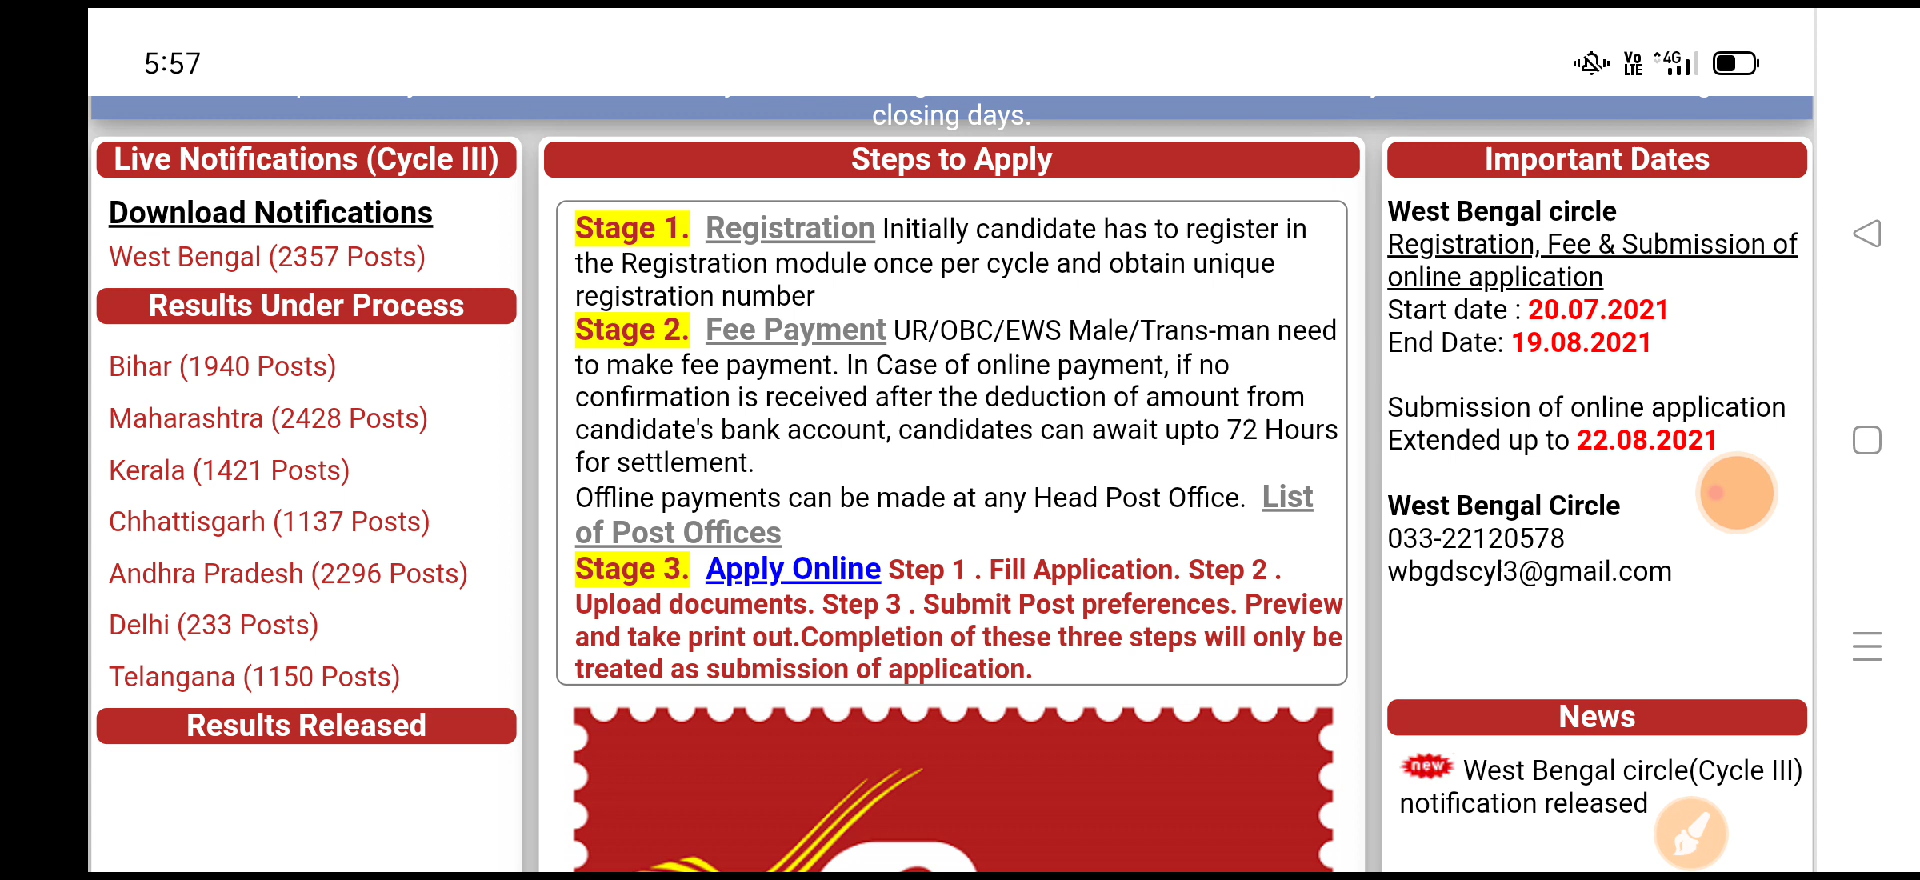 5:57
Vo
LTE
4G
closing days.
Live Notifications (Cycle III)
Download Notifications
West Bengal (2357 Posts)
Results Under Process
Bihar (1940 Posts)
Maharashtra (2428 Posts)
Kerala (1421 Posts)
Chhattisgarh (1137 Posts)
Andhra Pradesh (2296 Posts)
Delhi (233 Posts)
Telangana (1150 Posts)
Results Released
Steps to Apply
Stage 1. Registration Initially candidate has to register in
the Registration module once per cycle and obtain unique
registration number
Stage 2. Fee Payment UR/OBC/EWS Male/Trans-man need
to make fee payment. In Case of online payment, if no
confirmation is received after the deduction of amount from
candidate's bank account, candidates can await upto 72 Hours
for settlement.
Offline payments can be made at any Head Post Office. List
of Post Offices
Stage 3. Apply Online Step 1 . Fill Application. Step 2 .
Upload documents. Step 3 . Submit Post preferences. Preview
and take print out.Completion of these three steps will only be
treated as submission of application.
Important Dates
West Bengal circle
Registration, Fee & Submission of
online application
Start date : 20.07.2021
End Date: 19.08.2021
Submission of online application
Extended up to 22.08.2021
West Bengal Circle
033-22120578
wbgdscyl3@gmail.com
News
new West Bengal circle(Cycle III)
notification released